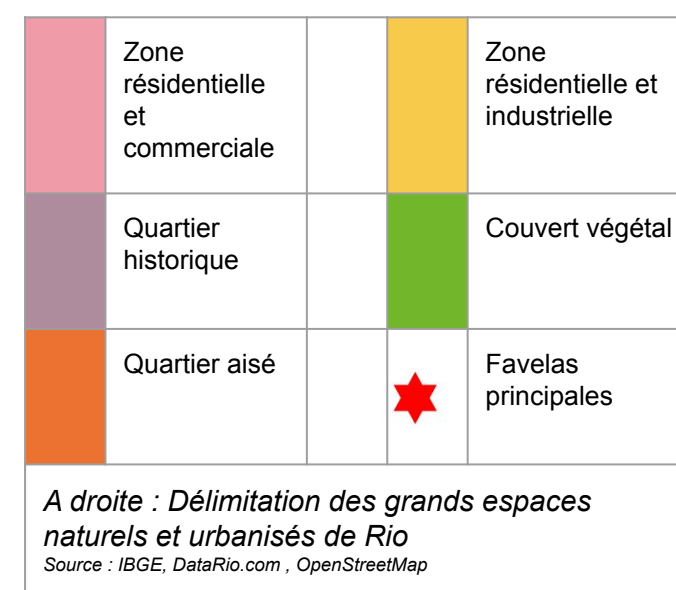 Zone
résidentielle
et
commerciale
Zone
résidentielle et
industrielle
Quartier
historique
Couvert végétal
Quartier aisé
Favelas
principales
A droite : Délimitation des grands espaces
naturels et urbanisés de Rio
Source : IBGE, DataRio.com , OpenStreetMap